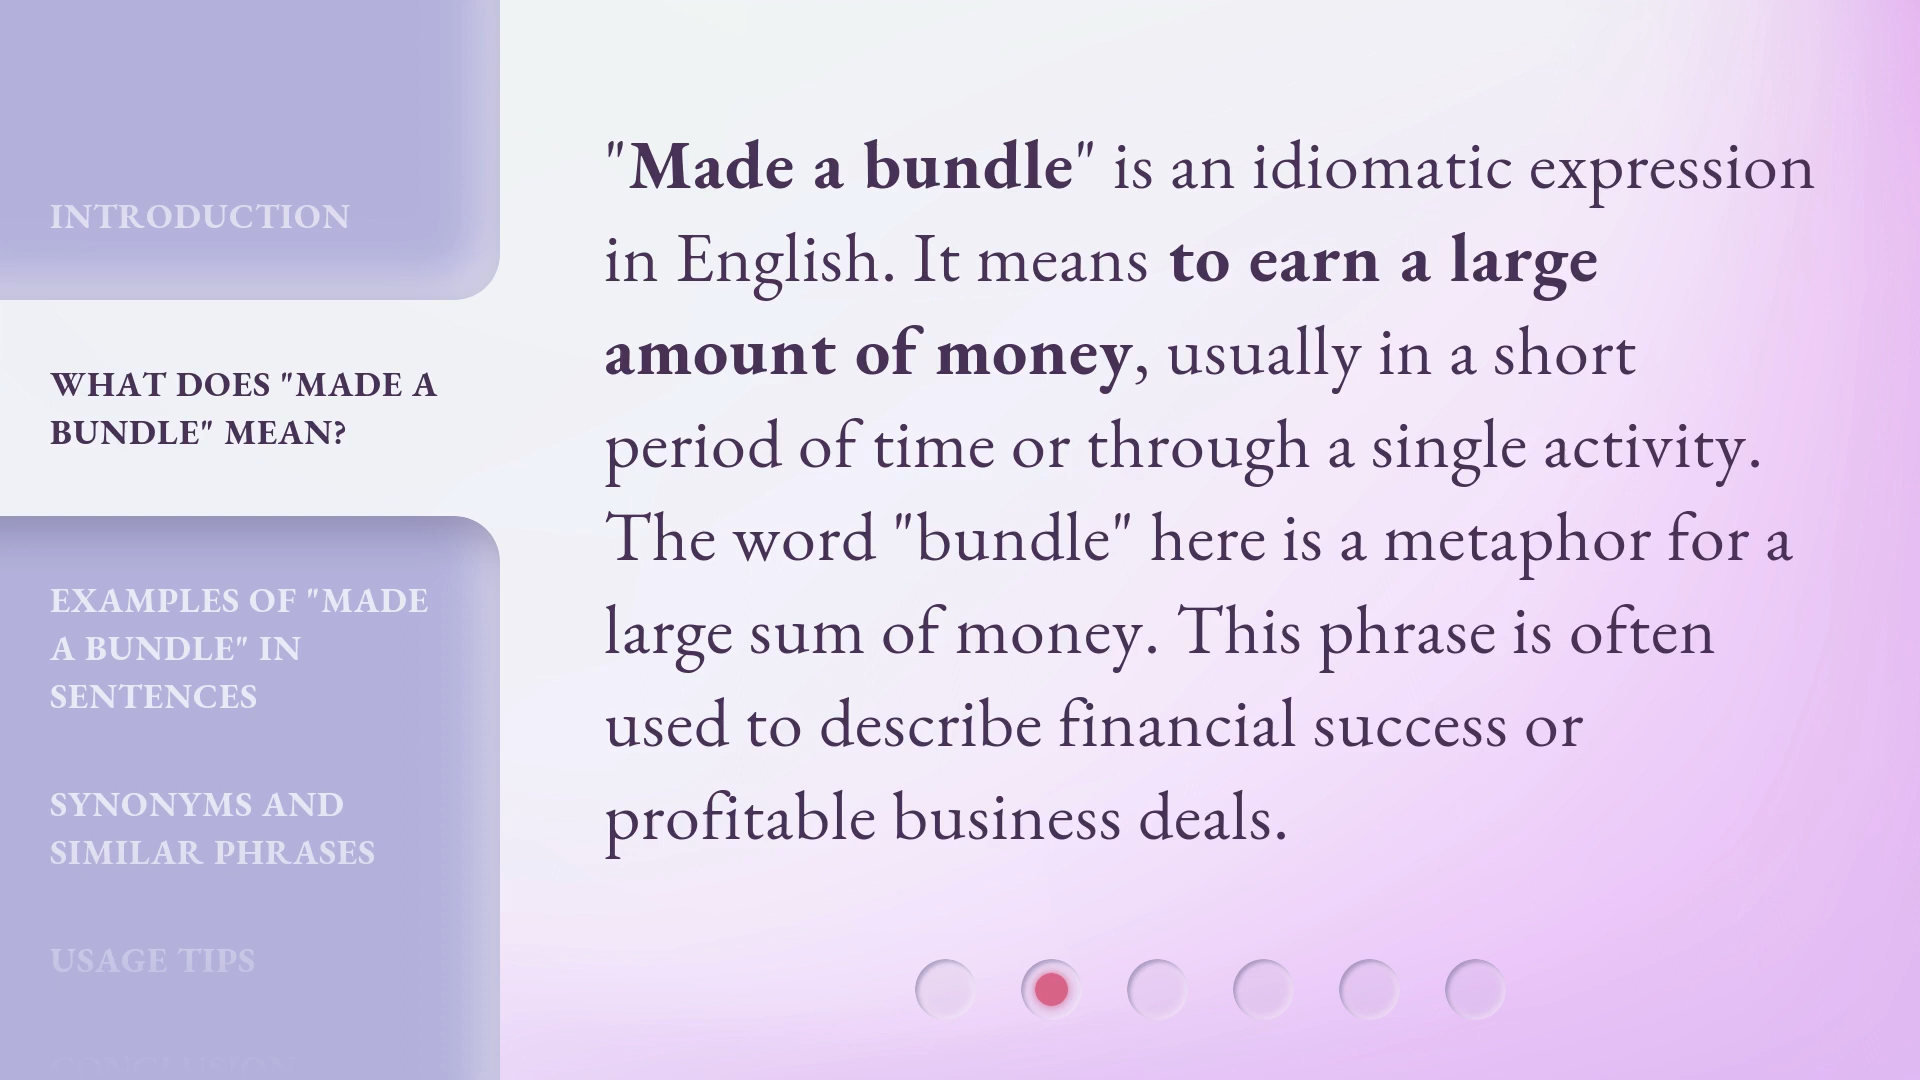 INTRODUCTION
WHAT DOES "MADE A
BUNDLE" MEAN?
EXAMPLES OF "MADE
A BUNDLE" IN
SENTENCES
SYNONYMS AND
SIMILAR PHRASES
USAGE TIPS
CONCLUSION
"Made a bundle" is an idiomatic expression
in English. It means to earn a large
amount of money, usually in a short
period of time or through a single activity.
The word "bundle" here is a metaphor for a
large sum of money. This phrase is often
used to describe financial success or
profitable business deals.